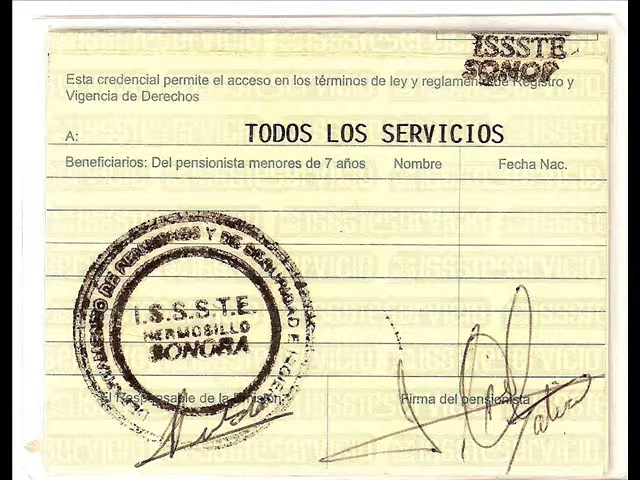 ISSSTE
SONOR
Esta credencial permite el acceso en los términos de ley y reglamento de Registro y
Vigencia de Derechos
A: TODOS LOS SERVICIOS
Beneficiarios: Del pensionista menores de 7 años Nombre Fecha Nac.
I.S.S.S.T.E.
HERMOSILLO
SONORA
El Responsable de la Emisión Firma del pensionista